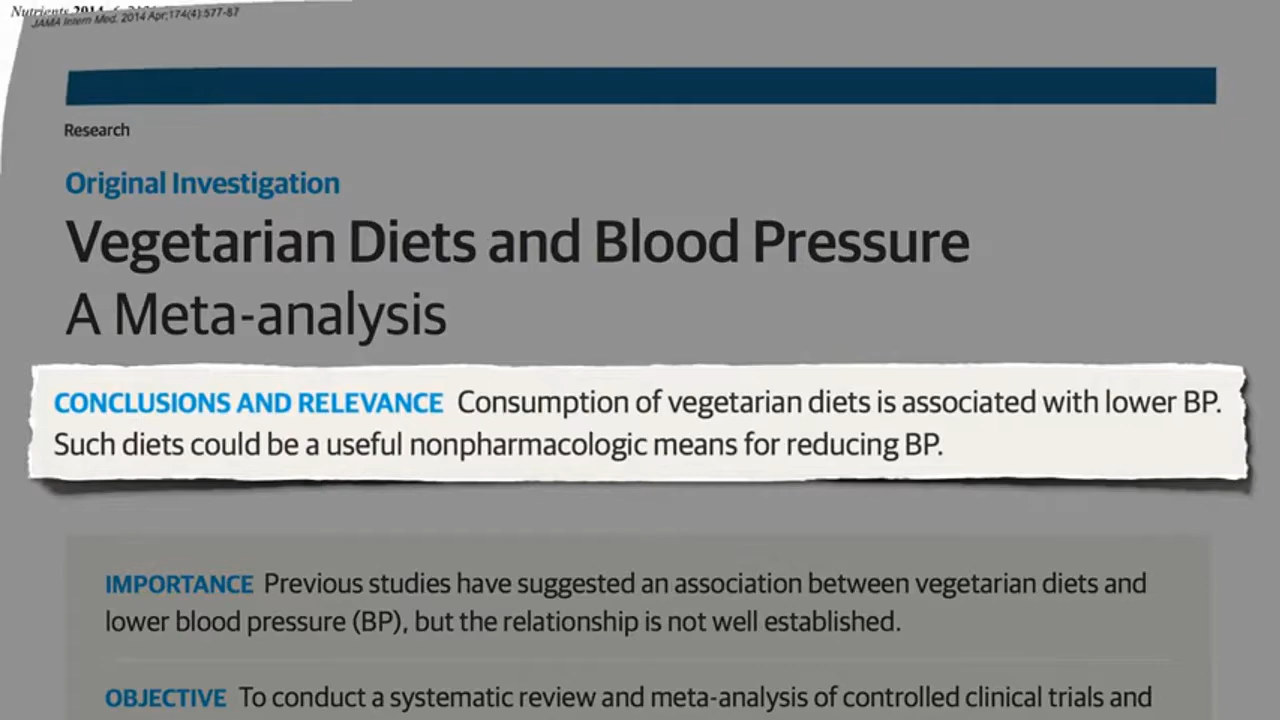 Nutrients 2014, 6,
JAMA Intern Med. 2014 Apr;174(4):577-87
Research
Original Investigation
Vegetarian Diets and Blood Pressure
A Meta-analysis
CONCLUSIONS AND RELEVANCE Consumption of vegetarian diets is associated with lower BP.
Such diets could be a useful nonpharmacologic means for reducing BP.
IMPORTANCE Previous studies have suggested an association between vegetarian diets and
lower blood pressure (BP), but the relationship is not well established.
OBJECTIVE To conduct a systematic review and meta-analysis of controlled clinical trials and